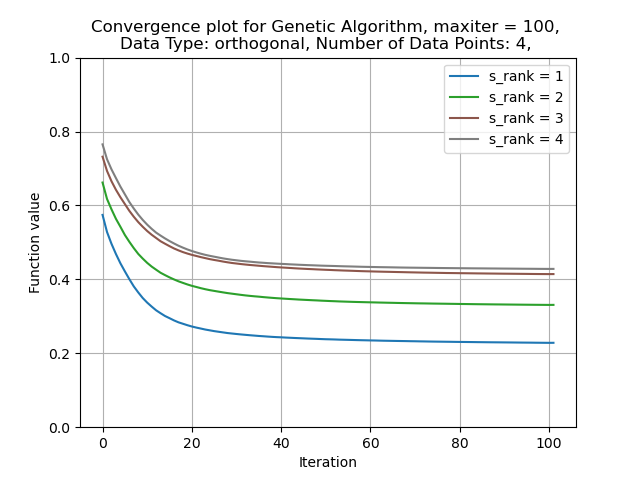 Convergence plot for Genetic Algorithm, maxiter = 100,
Data Type: orthogonal, Number of Data Points: 4,
s_rank = 1
s_rank = 2
s_rank = 3
s_rank = 4
Function value
1.0
0.8
0.6
0.4
0.2
0.0
0 20 40 60 80 100
Iteration